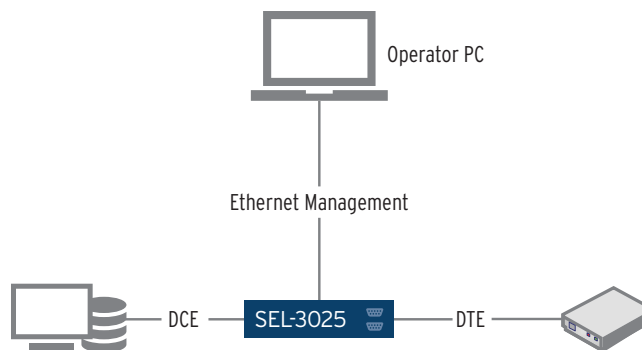 Operator PC
Ethernet Management
DCE
SEL-3025
DTE